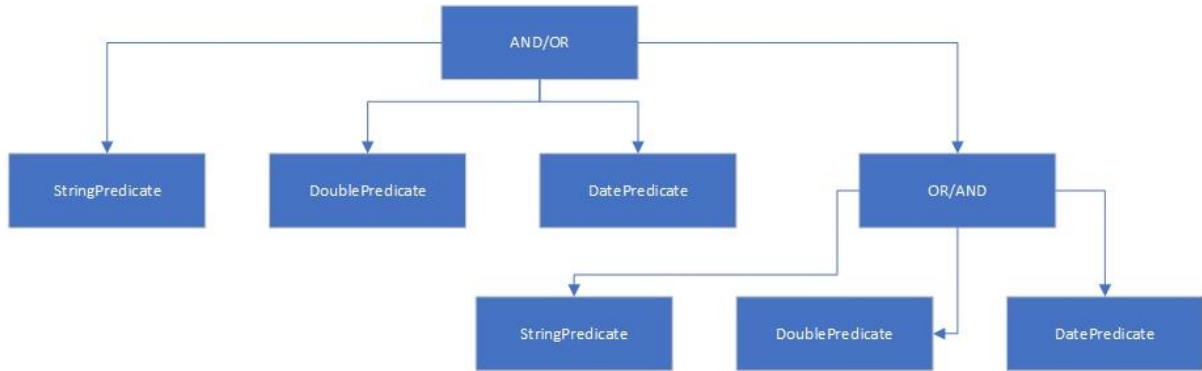 AND/OR
StringPredicate
DoublePredicate
DatePredicate
OR/AND
StringPredicate
DoublePredicate
DatePredicate